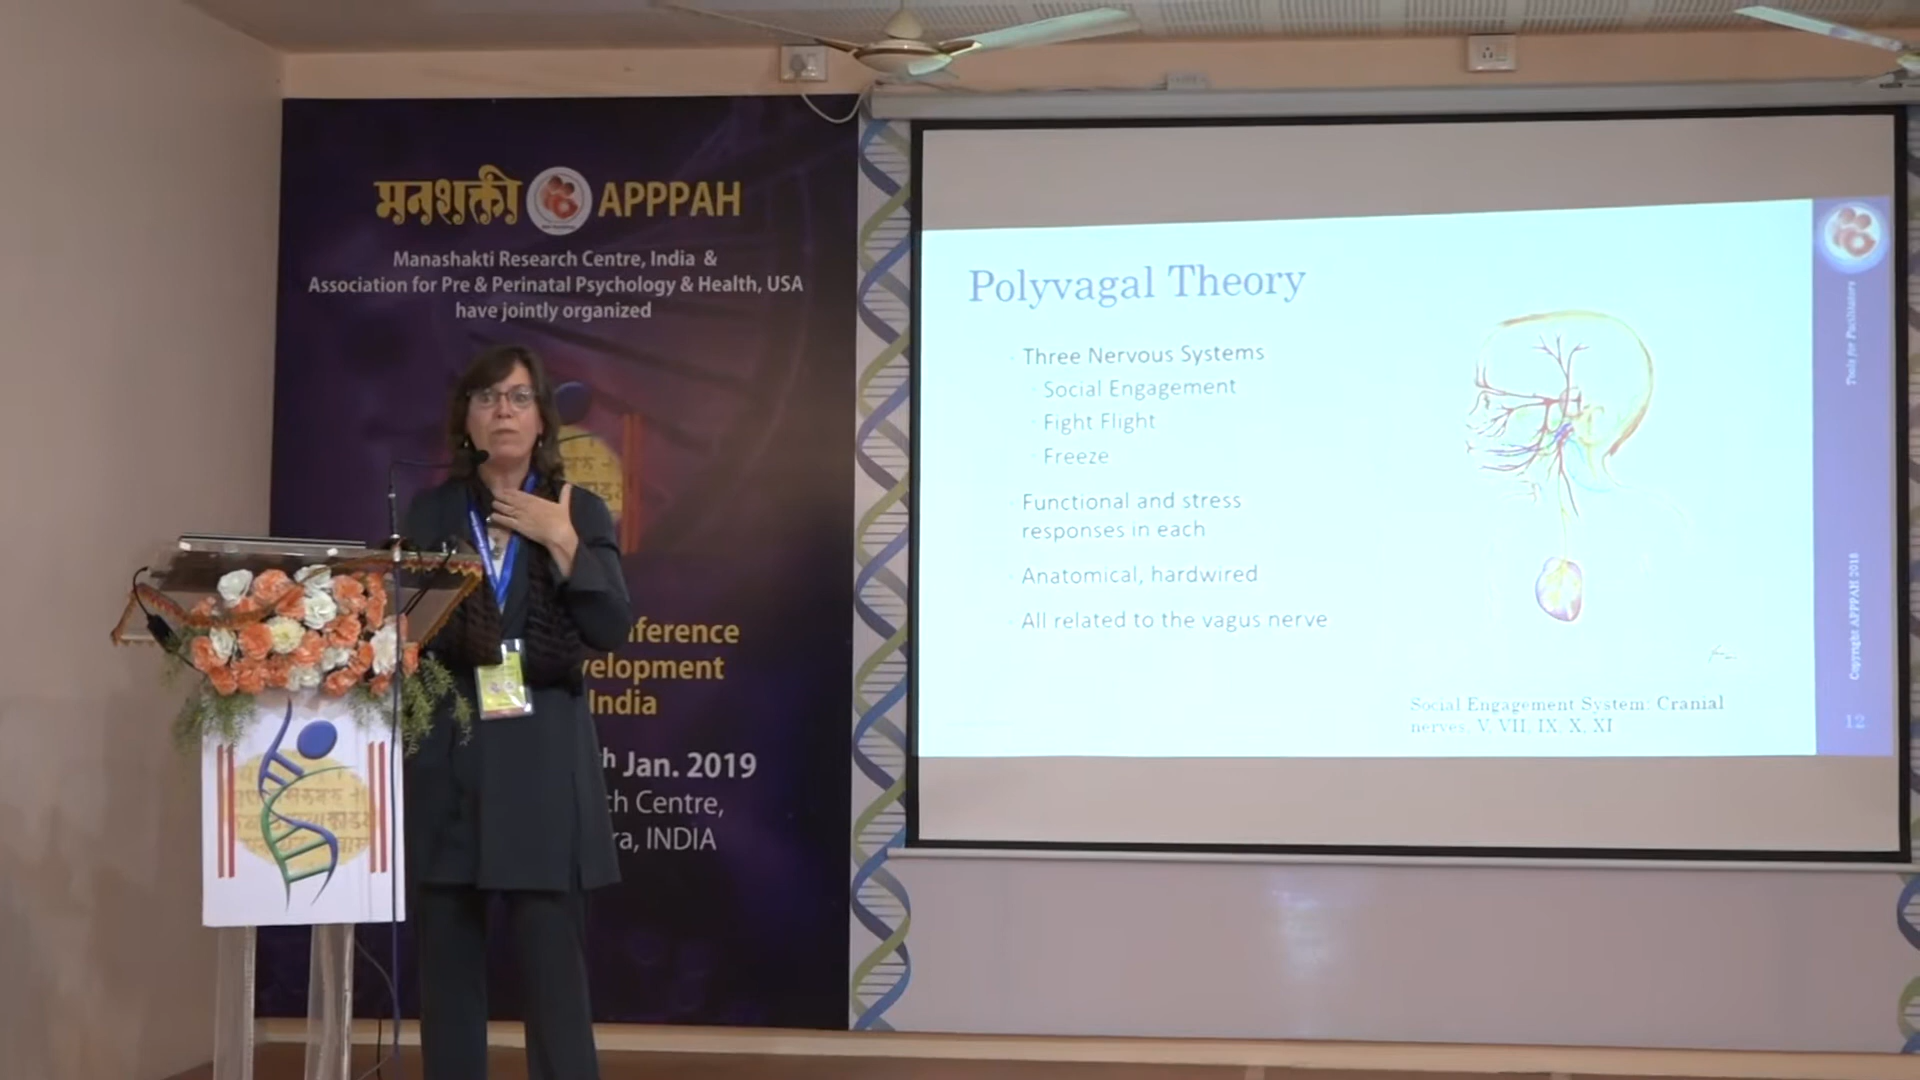 मनशक्ती APPPAH
Manashakti Research Centre, India &
Association for Pre & Perinatal Psychology & Health, USA
have jointly organized
nference
velopment
India
th Jan. 2019
ch Centre,
ra, INDIA
Polyvagal Theory
Three Nervous Systems
Social Engagement
Fight Flight
Freeze
Functional and stress
responses in each
Anatomical, hardwired
All related to the vagus nerve
Social Engagement System: Cranial
nerves, V, VII, IX, X, XI
Tools for Facilitators
Copyright APPPAH 2018
12